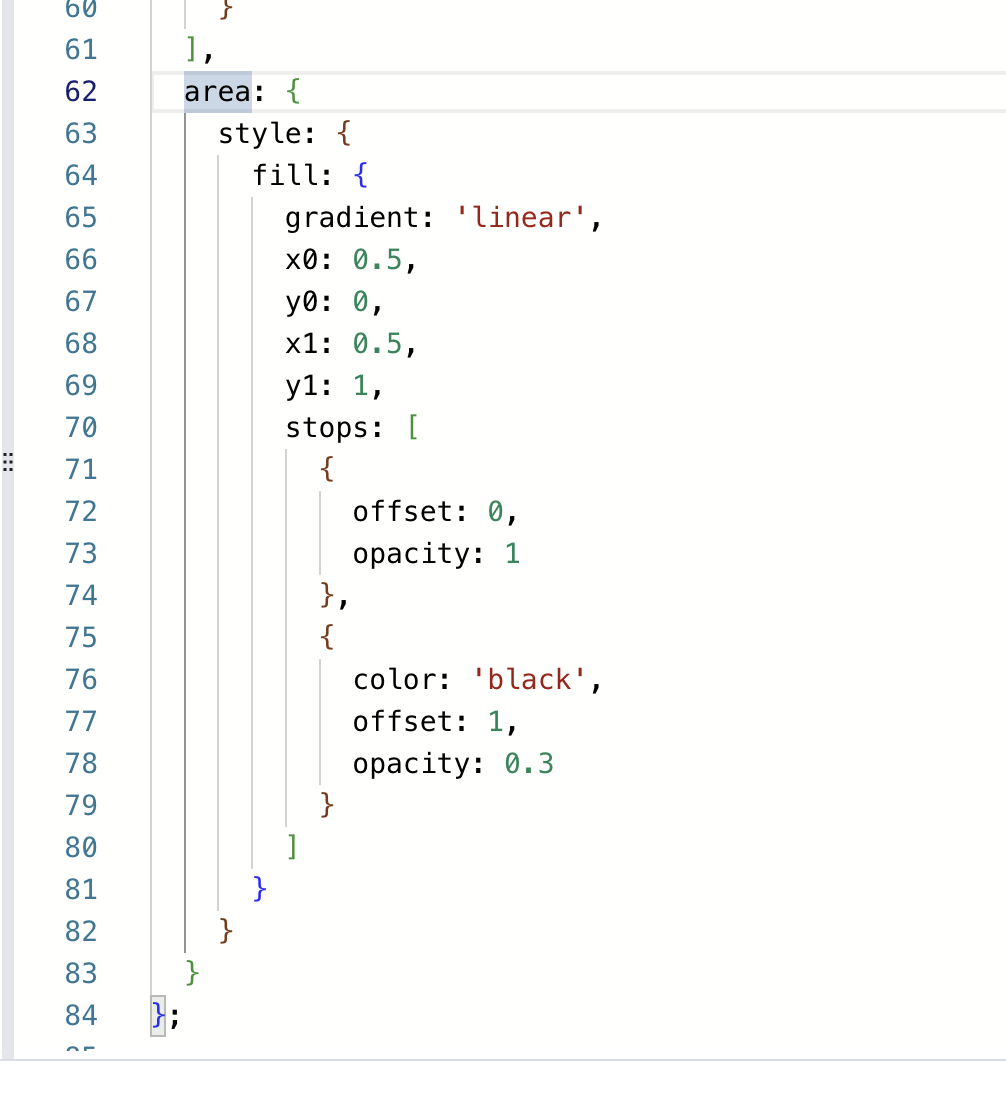 60 }
61 ],
62 area: {
63 style: {
64 fill: {
65 gradient: 'linear',
66 x0: 0.5,
67 y0: 0,
68 x1: 0.5,
69 y1: 1,
70 stops: [
71 {
72 offset: 0,
73 opacity: 1
74 },
75 {
76 color: 'black',
77 offset: 1,
78 opacity: 0.3
79 }
80 ]
81 }
82 }
83 }
84 };